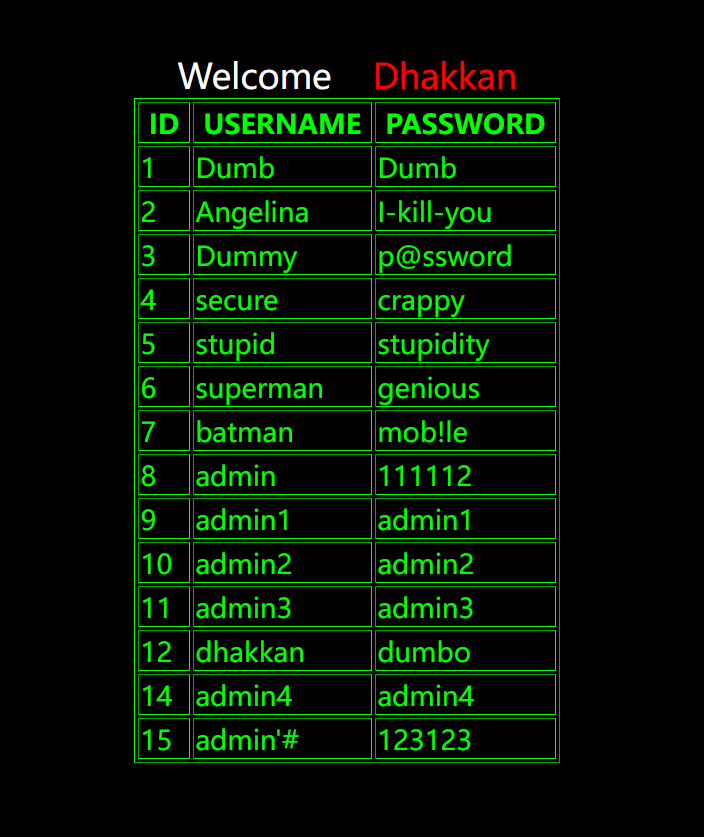 Welcome Dhakkan
ID USERNAME PASSWORD
1 Dumb Dumb
2 Angelina I-kill-you
3 Dummy p@ssword
4 secure crappy
5 stupid stupidity
6 superman genious
7 batman mob!le
8 admin 111112
9 admin1 admin1
10 admin2 admin2
11 admin3 admin3
12 dhakkan dumbo
14 admin4 admin4
15 admin'# 123123